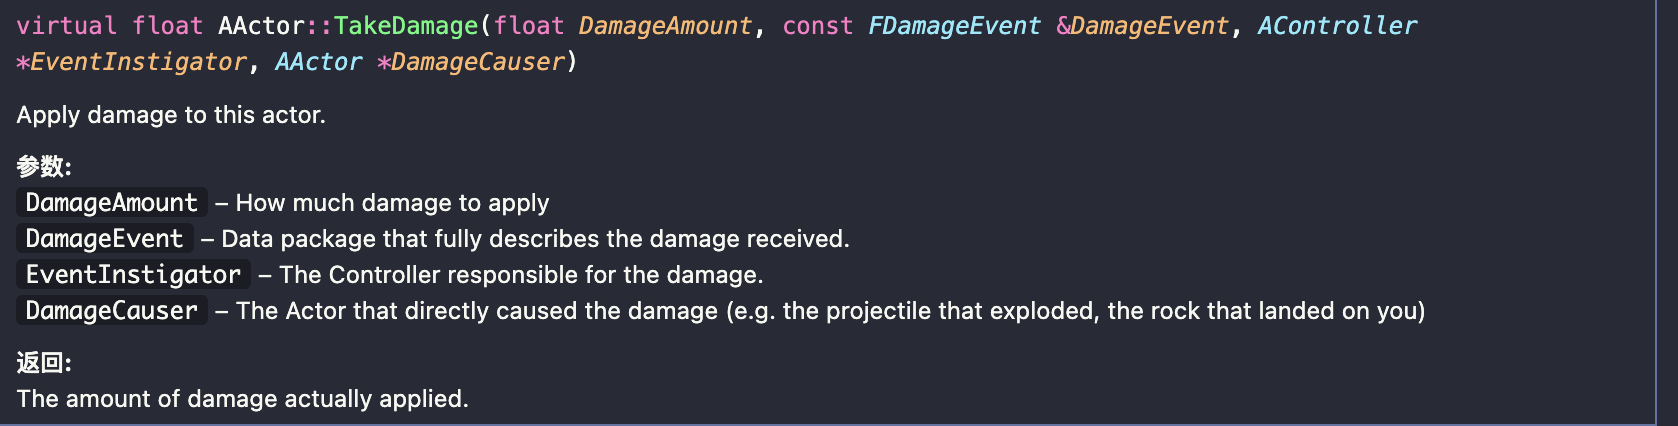 virtual float AActor::TakeDamage(float DamageAmount, const FDamageEvent &DamageEvent, AController
*EventInstigator, AActor *DamageCauser)
Apply damage to this actor.
参数:
DamageAmount – How much damage to apply
DamageEvent – Data package that fully describes the damage received.
EventInstigator – The Controller responsible for the damage.
DamageCauser – The Actor that directly caused the damage (e.g. the projectile that exploded, the rock that landed on you)
返回:
The amount of damage actually applied.